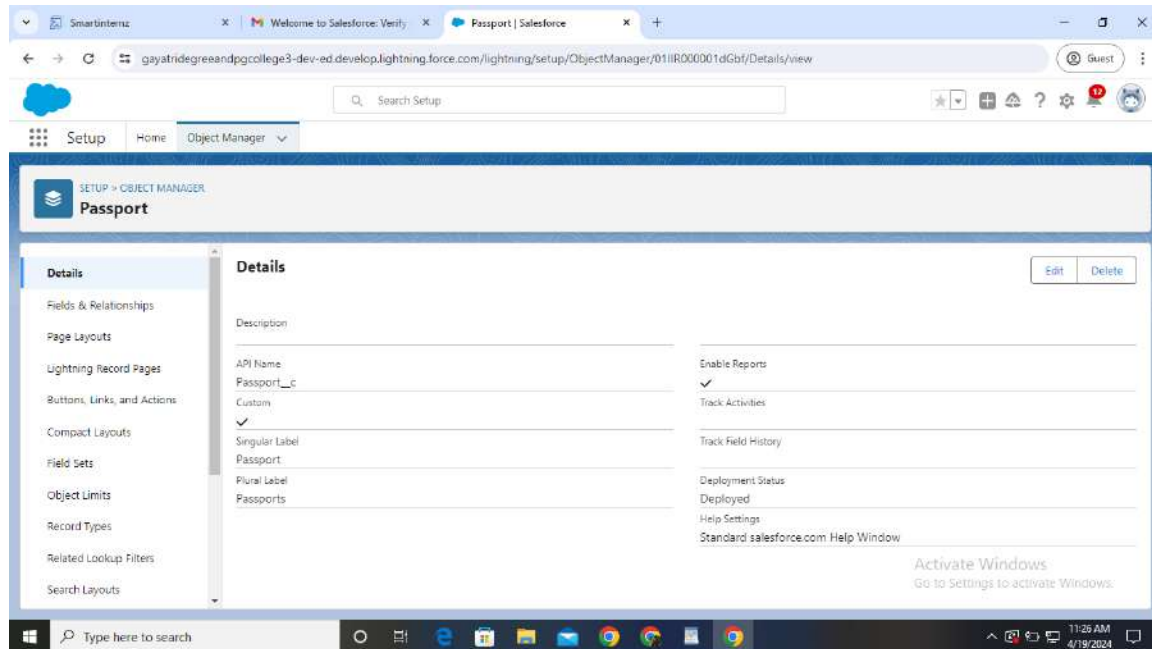 Smartinternz
Welcome to Salesforce: Verify
Passport | Salesforce
gayatridegreeandpgcollege3-dev-ed.develop.lightning.force.com/lightning/setup/ObjectManager/01IIR000001dGbf/Details/view
Guest
Search Setup
12
Setup
Home
Object Manager
SETUP > OBJECT MANAGER
Passport
Details
Fields & Relationships
Page Layouts
Lightning Record Pages
Buttons, Links, and Actions
Compact Layouts
Field Sets
Object Limits
Record Types
Related Lookup Filters
Search Layouts
Details
Edit
Delete
Description
API Name
Passport__c
Custom
Singular Label
Passport
Plural Label
Passports
Enable Reports
Track Activities
Track Field History
Deployment Status
Deployed
Help Settings
Standard salesforce.com Help Window
Activate Windows
Go to Settings to activate Windows.
Type here to search
11:26 AM
4/19/2024